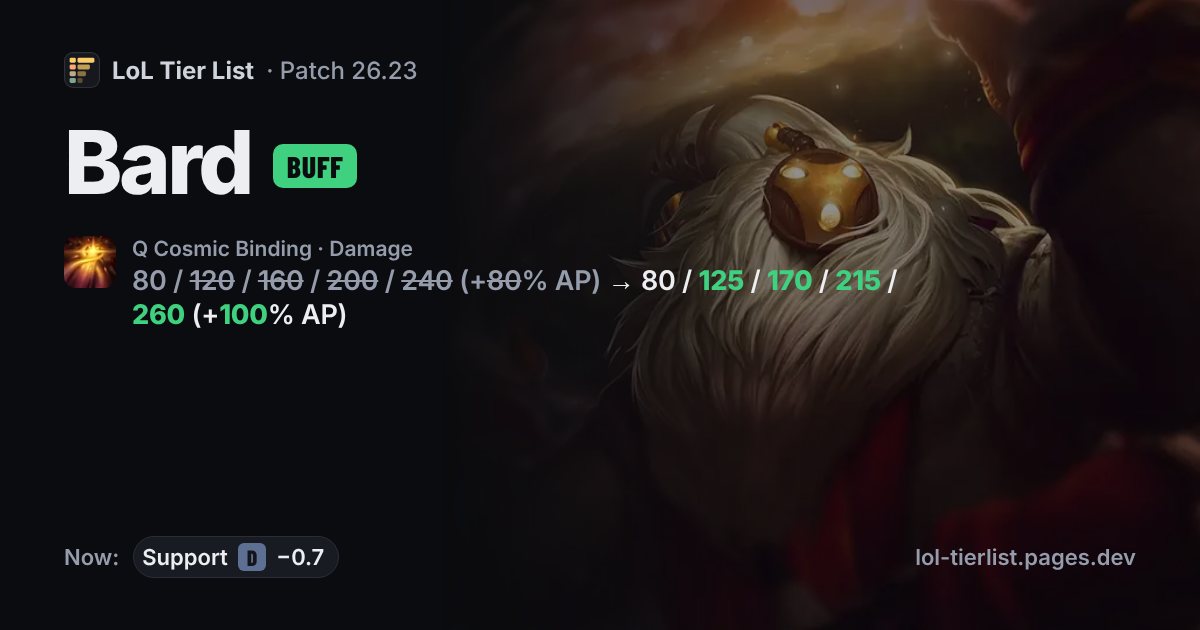 LoL Tier List · Patch 26.23
Bard BUFF
Q Cosmic Binding · Damage
80 / 120 / 160 / 200 / 240 (+80% AP) → 80 / 125 / 170 / 215 /
260 (+100% AP)
Now: Support D −0.7
lol-tierlist.pages.dev